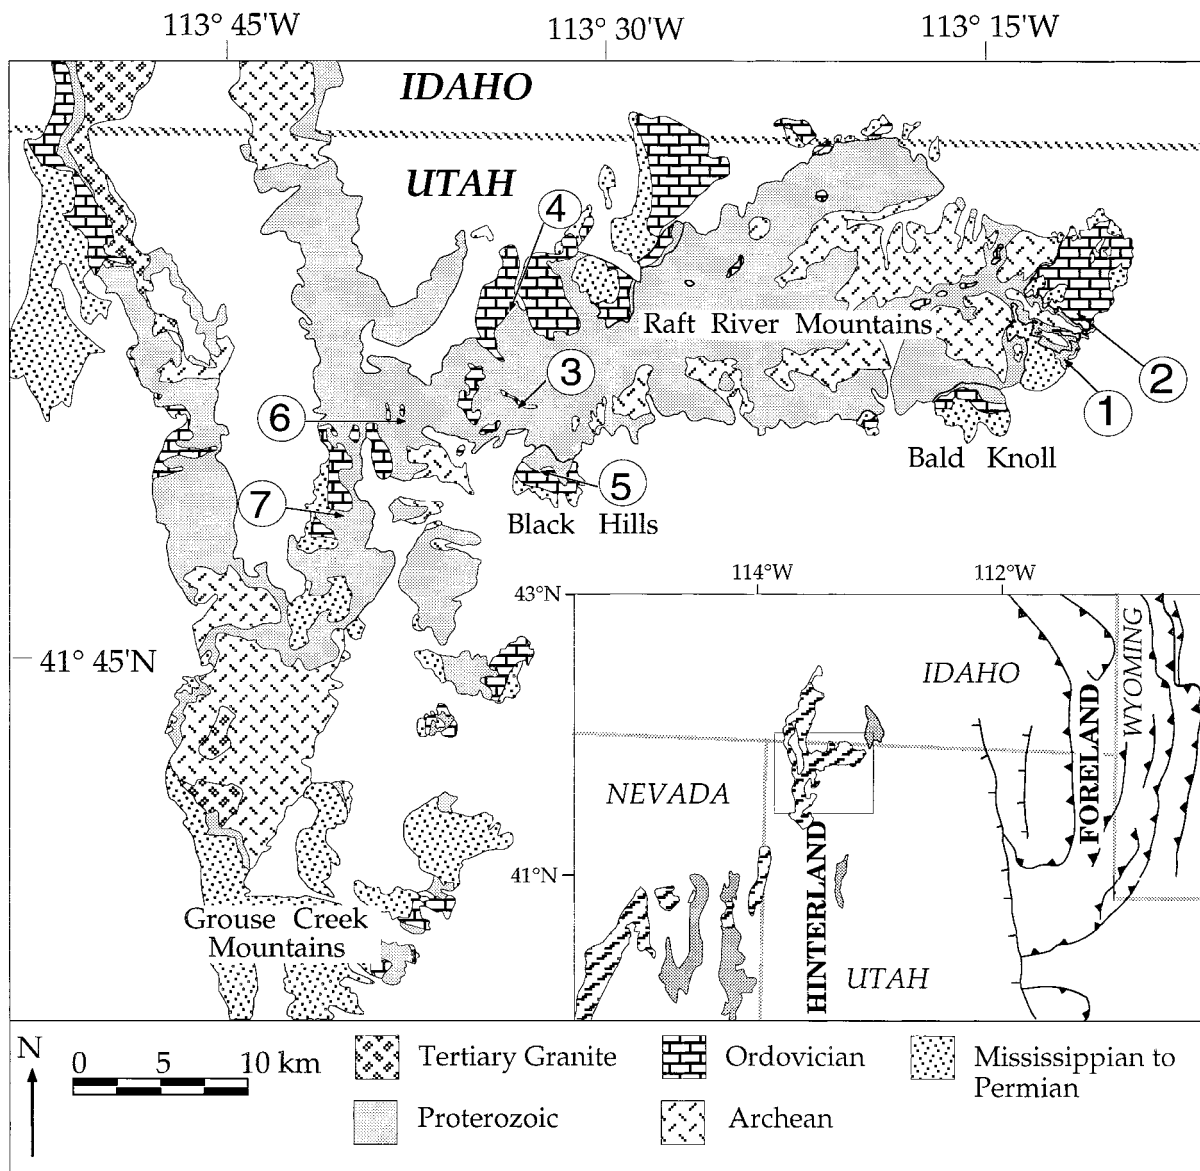 113° 45'W 113° 30'W 113° 15'W
IDAHO
UTAH
4
Raft River Mountains
3
2
1
6
Bald Knoll
5
7
Black Hills
114°W 112°W
43°N
41° 45'N
IDAHO
WYOMING
FORELAND
NEVADA
HINTERLAND
41°N
Grouse Creek
Mountains
UTAH
N
0 5 10 km
Tertiary Granite
Ordovician
Mississippian to
Permian
Proterozoic
Archean